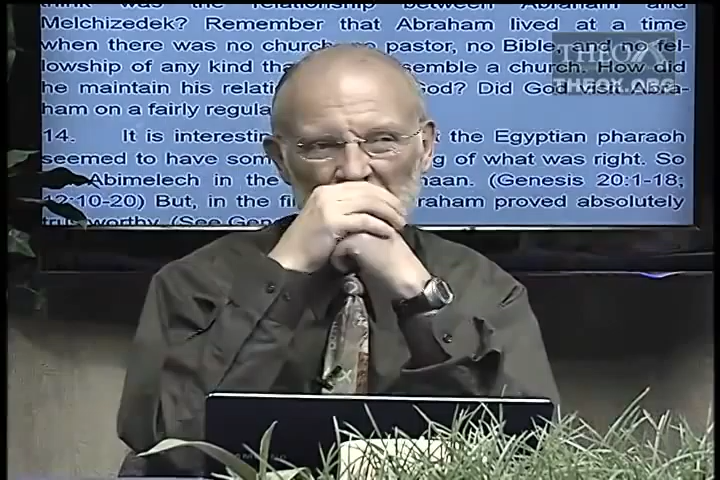 think was the relationship between Abraham and
Melchizedek? Remember that Abraham lived at a time
when there was no church, no pastor, no Bible, and no fel-
lowship of any kind tha semble a church. How did
he maintain his relati God? Did God visit Abra-
ham on a fairly regula
14. It is interesting t the Egyptian pharaoh
seemed to have som g of what was right. So
Abimelech in the naan. (Genesis 20:1-18;
12:10-20) But, in the fi raham proved absolutely
trustworthy. (See Gene
THEOX
THEOX.ORG